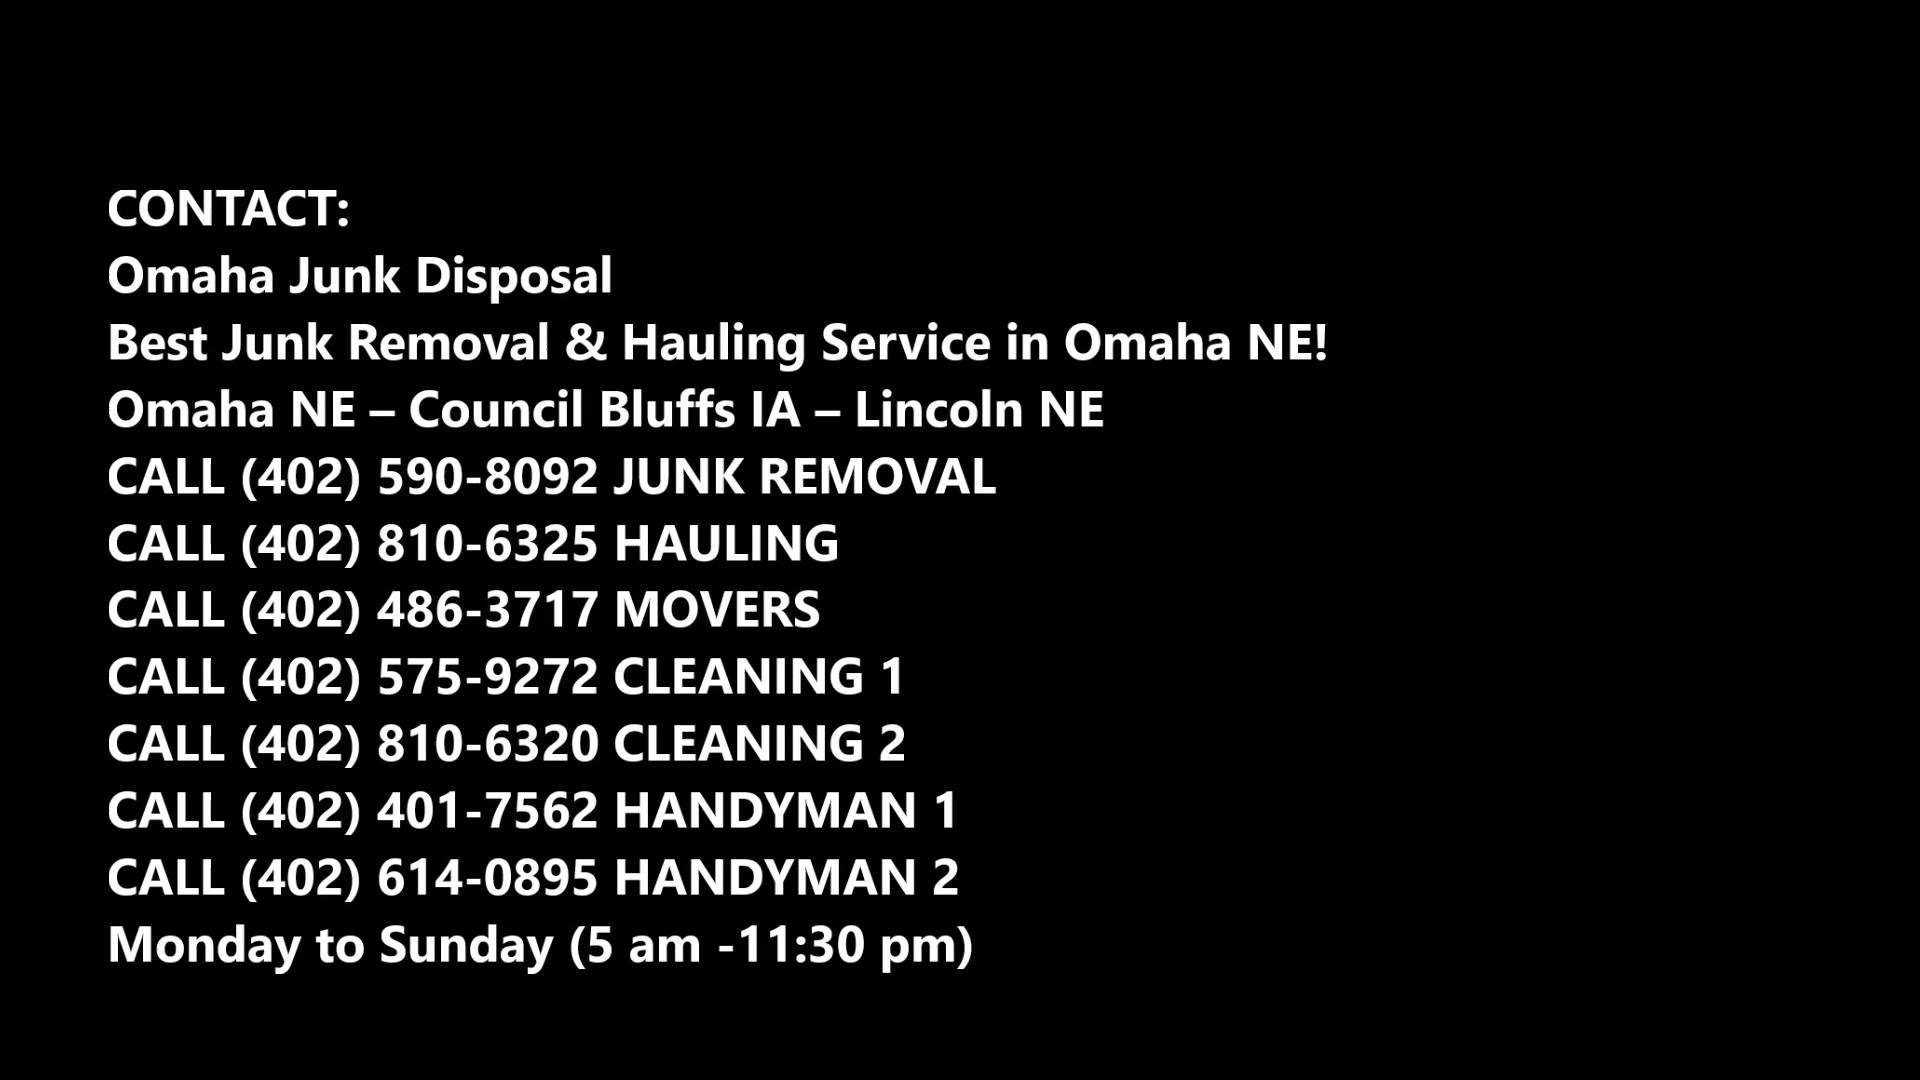 CONTACT:
Omaha Junk Disposal
Best Junk Removal & Hauling Service in Omaha NE!
Omaha NE – Council Bluffs IA – Lincoln NE
CALL (402) 590-8092 JUNK REMOVAL
CALL (402) 810-6325 HAULING
CALL (402) 486-3717 MOVERS
CALL (402) 575-9272 CLEANING 1
CALL (402) 810-6320 CLEANING 2
CALL (402) 401-7562 HANDYMAN 1
CALL (402) 614-0895 HANDYMAN 2
Monday to Sunday (5 am -11:30 pm)